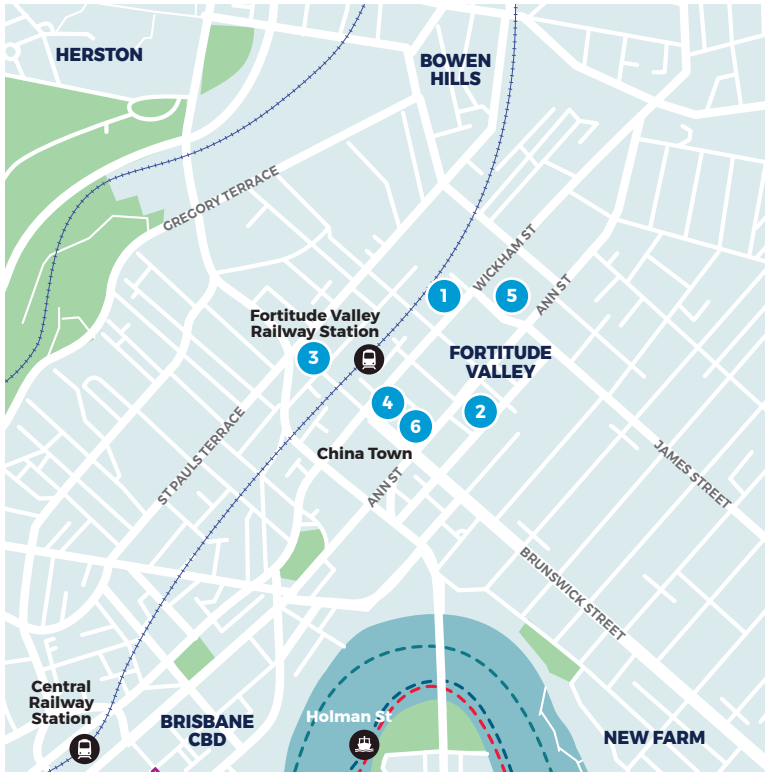 HERSTON
BOWEN
HILLS
GREGORY TERRACE
WICKHAM ST
1
5
ANN ST
Fortitude Valley
Railway Station
3
FORTITUDE
VALLEY
4
2
6
China Town
ST PAULS TERRACE
ANN ST
JAMES STREET
BRUNSWICK STREET
Central
Railway
Station
BRISBANE
CBD
Holman St
NEW FARM